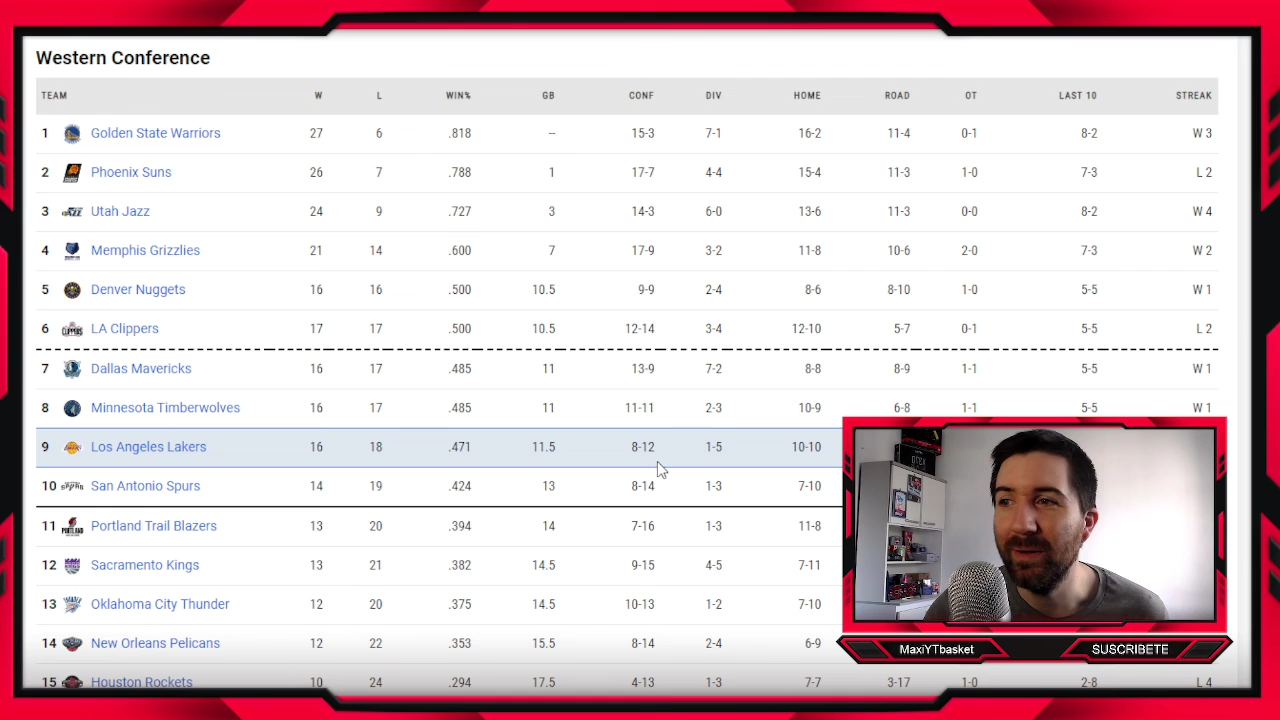 Western Conference
TEAM W L WIN% GB CONF DIV HOME ROAD OT LAST 10 STREAK
1 Golden State Warriors 27 6 .818 -- 15-3 7-1 16-2 11-4 0-1 8-2 W 3
2 Phoenix Suns 26 7 .788 1 17-7 4-4 15-4 11-3 1-0 7-3 L 2
3 Utah Jazz 24 9 .727 3 14-3 6-0 13-6 11-3 0-0 8-2 W 4
4 Memphis Grizzlies 21 14 .600 7 17-9 3-2 11-8 10-6 2-0 7-3 W 2
5 Denver Nuggets 16 16 .500 10.5 9-9 2-4 8-6 8-10 1-0 5-5 W 1
6 LA Clippers 17 17 .500 10.5 12-14 3-4 12-10 5-7 0-1 5-5 L 2
7 Dallas Mavericks 16 17 .485 11 13-9 7-2 8-8 8-9 1-1 5-5 W 1
8 Minnesota Timberwolves 16 17 .485 11 11-11 2-3 10-9 6-8 1-1 5-5 W 1
9 Los Angeles Lakers 16 18 .471 11.5 8-12 1-5 10-10
10 San Antonio Spurs 14 19 .424 13 8-14 1-3 7-10
11 Portland Trail Blazers 13 20 .394 14 7-16 1-3 11-8
12 Sacramento Kings 13 21 .382 14.5 9-15 4-5 7-11
13 Oklahoma City Thunder 12 20 .375 14.5 10-13 1-2 7-10
14 New Orleans Pelicans 12 22 .353 15.5 8-14 2-4 6-9
15 Houston Rockets 10 24 .294 17.5 4-13 1-3 7-7 3-17 1-0 2-8 L 4
MaxiYTbasket SUSCRIBETE